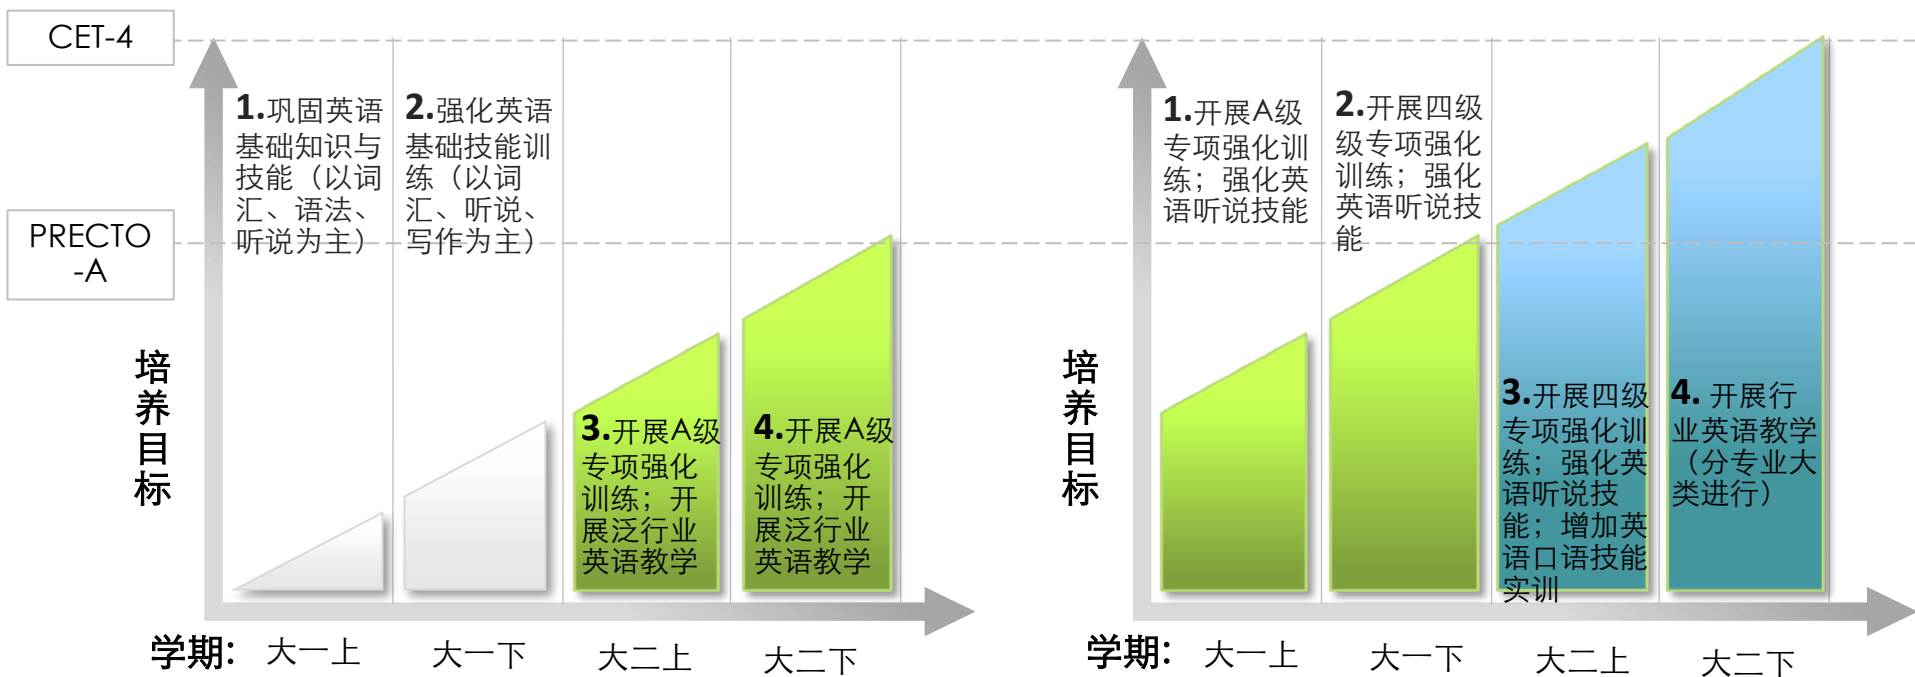 CET-4
PRECTO
-A
培
养
目
标
1.巩固英语
基础知识与
技能（以词
汇、语法、
听说为主）
2.强化英语
基础技能训
练（以词
汇、听说、
写作为主）
3.开展A级
专项强化
训练；开
展泛行业
英语教学
4.开展A级
专项强化
训练；开
展泛行业
英语教学
学期: 大一上 大一下 大二上 大二下
培
养
目
标
1.开展A级
专项强化训
练；强化英
语听说技能
2.开展四级
级专项强化
训练；强化
英语听说技
能
3.开展四级
专项强化训
练；强化英
语听说技
能；增加英
语口语技能
实训
4. 开展行
业英语教学
（分专业大
类进行）
学期: 大一上 大一下 大二上 大二下